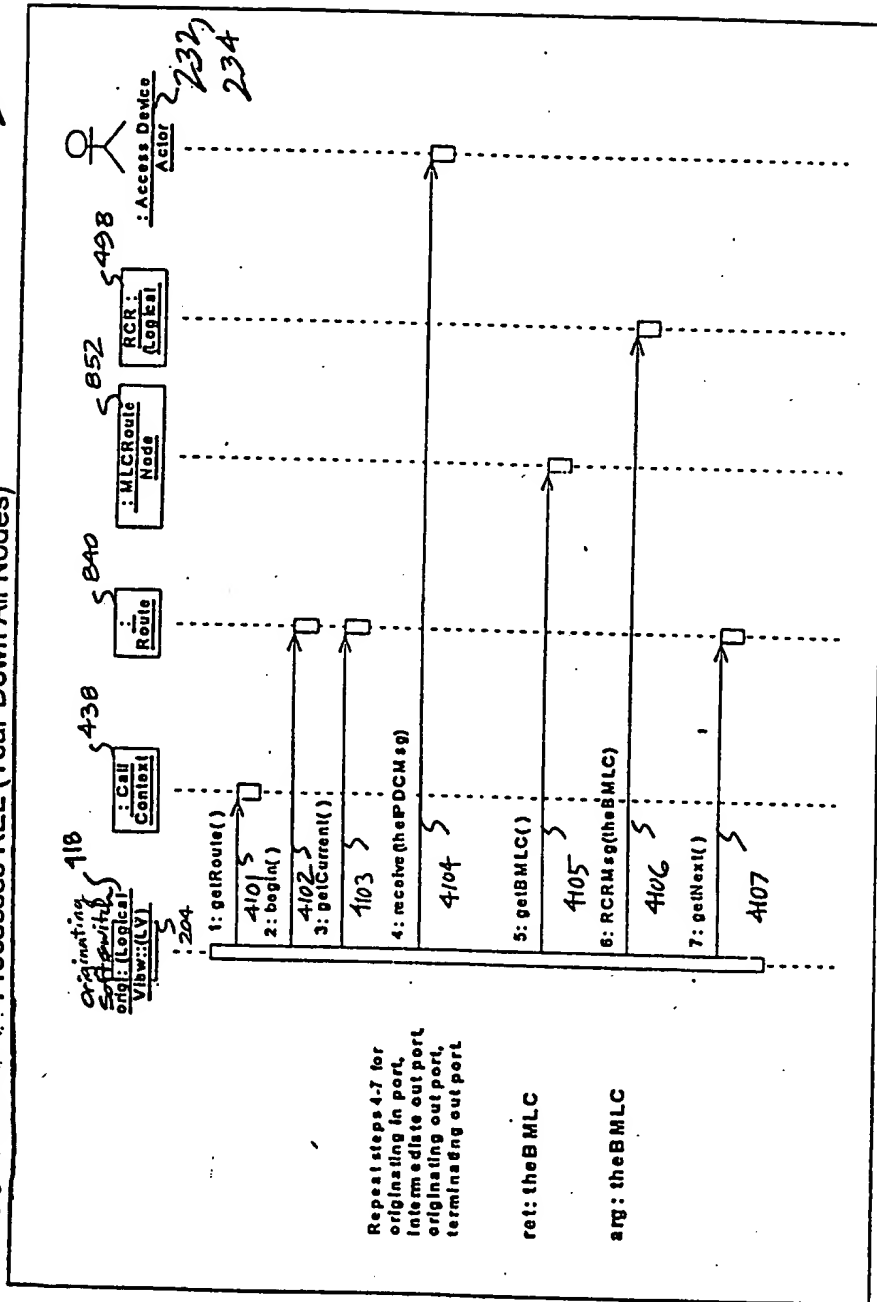 Processes REL (Tear Down All Nodes)
originating
Softswitch
418
orig : (Logical
View::(LV)
204
: Call
Context
438
:
Route
840
: MLCRoute
Node
852
RCR :
(Logical
498
: Access Device
Actor
232,
234
1: getRoute( )
4101
2: begin( )
4102
3: getCurrent( )
4103
4: receive(theIPDCMsg)
4104
5: getBMLC( )
4105
6: RCRMsg(theBMLC)
4106
7: getNext( )
4107
Repeat steps 4-7 for
originating in port,
intermediate out port,
originating out port,
terminating out port.
ret: theBMLC
arg: theBMLC